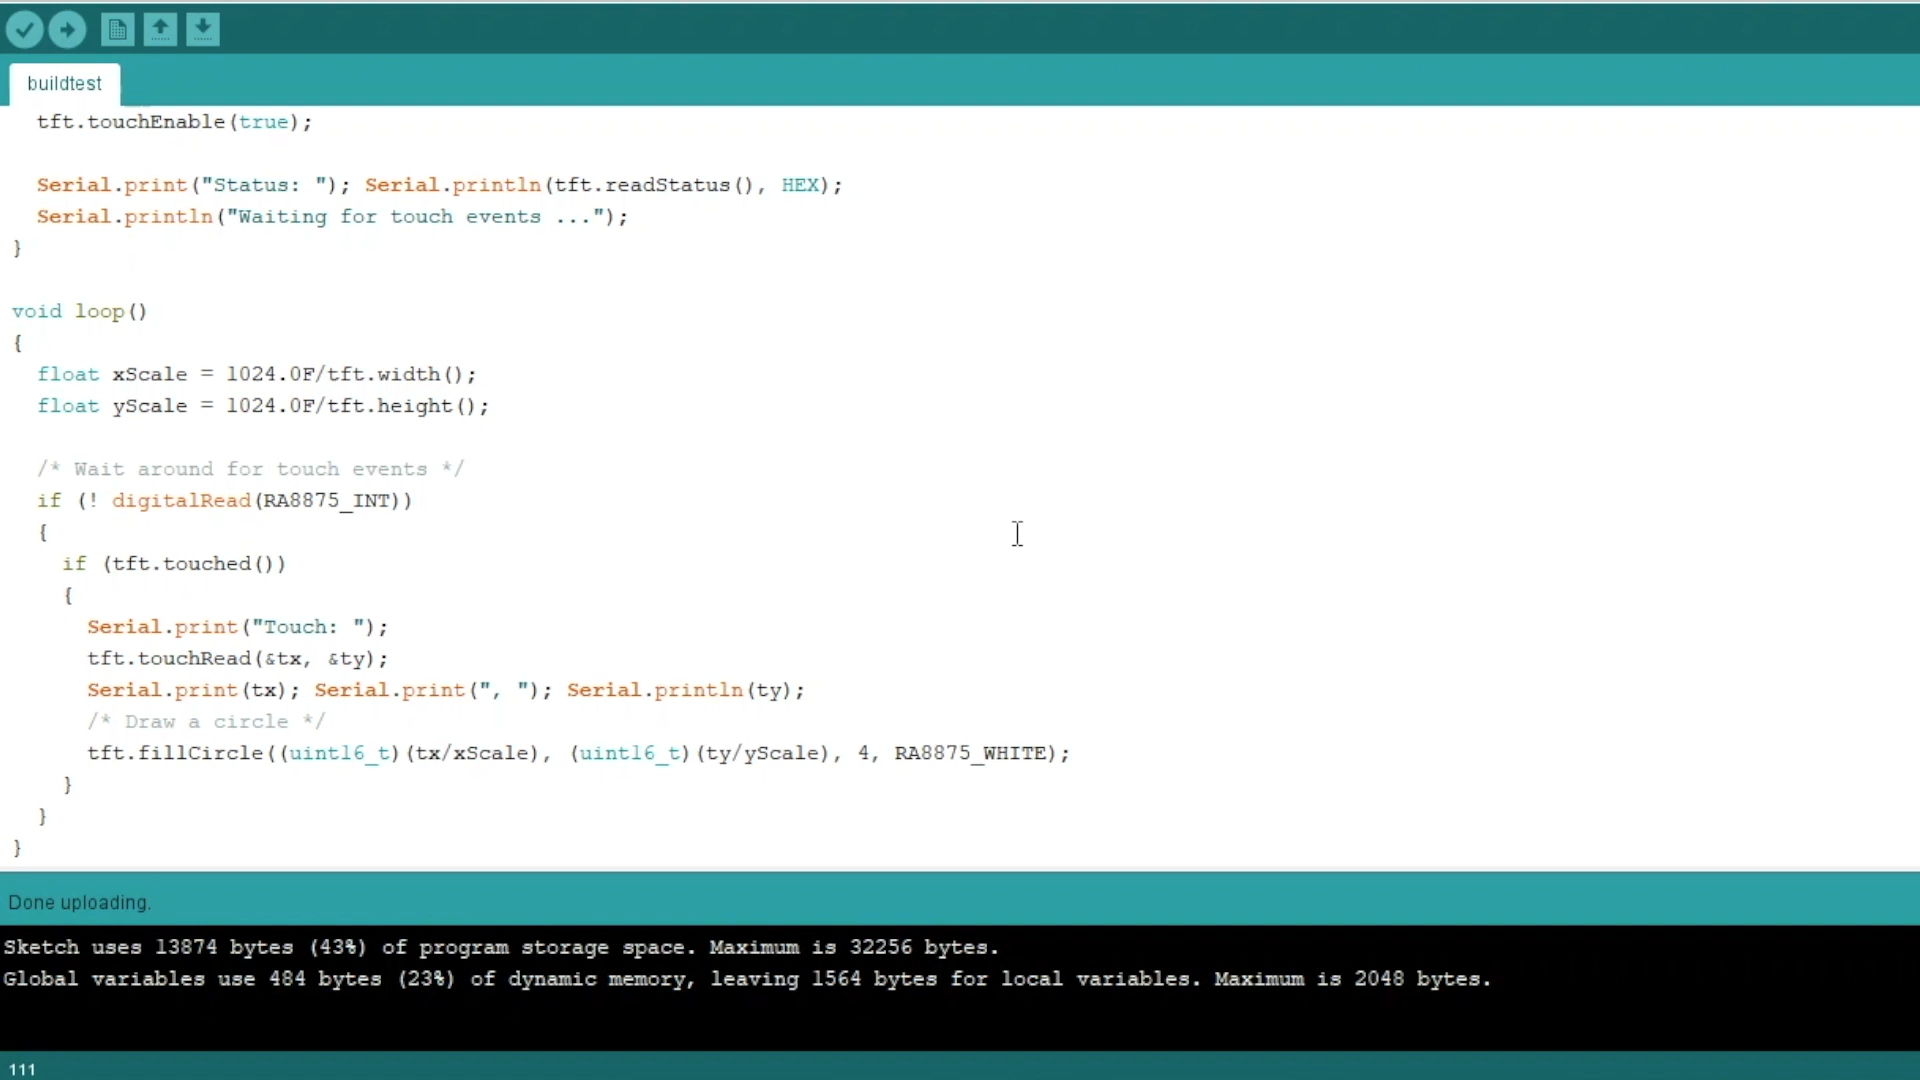 buildtest
tft.touchEnable(true);
Serial.print("Status: "); Serial.println(tft.readStatus(), HEX);
Serial.println("Waiting for touch events ...");
}
void loop()
{
float xScale = 1024.0F/tft.width();
float yScale = 1024.0F/tft.height();
/* Wait around for touch events */
if (! digitalRead(RA8875_INT))
{
if (tft.touched())
{
Serial.print("Touch: ");
tft.touchRead(&tx, &ty);
Serial.print(tx); Serial.print(", "); Serial.println(ty);
/* Draw a circle */
tft.fillCircle((uint16_t)(tx/xScale), (uint16_t)(ty/yScale), 4, RA8875_WHITE);
}
}
}
Done uploading.
Sketch uses 13874 bytes (43%) of program storage space. Maximum is 32256 bytes.
Global variables use 484 bytes (23%) of dynamic memory, leaving 1564 bytes for local variables. Maximum is 2048 bytes.
111